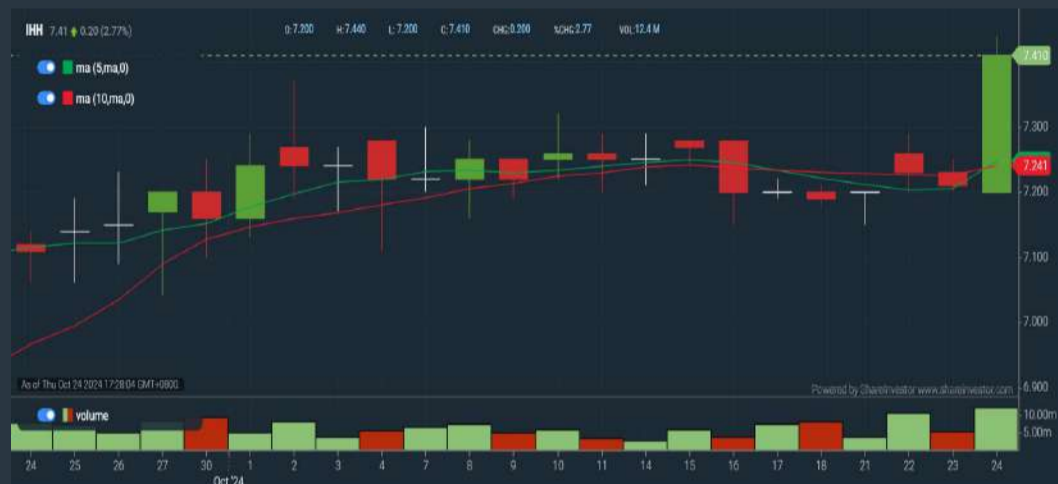 IHH 7.41 0.20 (2.77%) O:7.200 H:7.440 L:7.200 C:7.410 CHG:0.200 %CHG:2.77 VOL:12.4 M
ma (5,ma,0)
ma (10,ma,0)
7.410
7.300
7.241
7.200
7.100
7.000
6.900
As of Thu Oct 24 2024 17:28:04 GMT+0800
Powered by ShareInvestor www.shareinvestor.com
volume
10.00m
5.00m
24 25 26 27 30 1 2 3 4 7 8 9 10 11 14 15 16 17 18 21 22 23 24
Oct '24